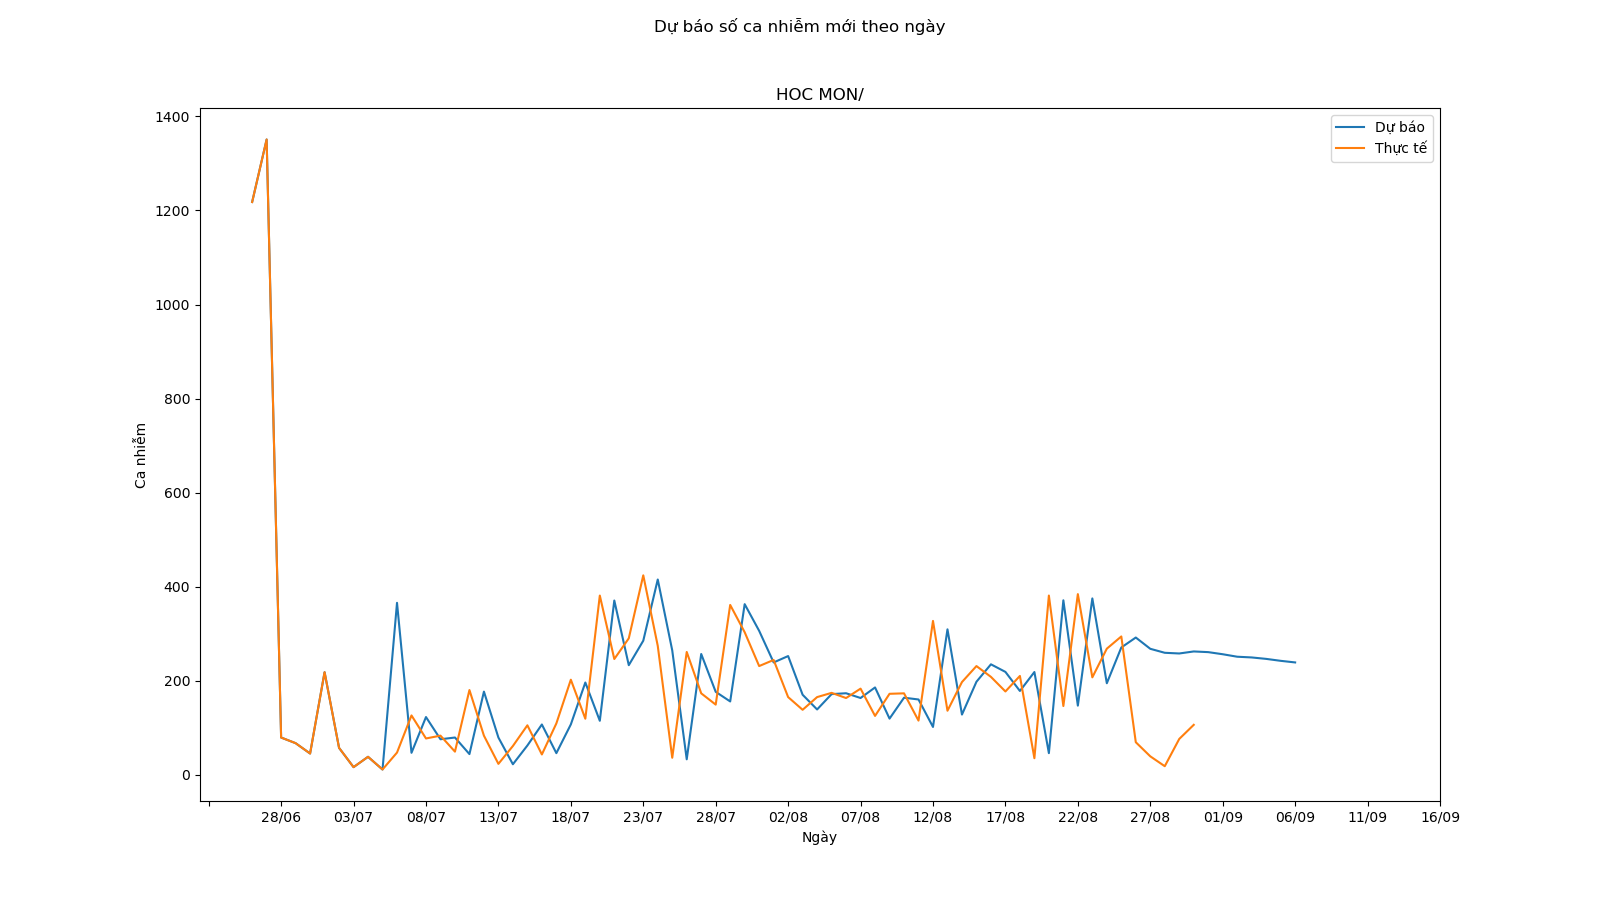 Dự báo số ca nhiễm mới theo ngày
HOC MON/
Dự báo
Thực tế
1400
1200
1000
800
600
400
200
0
Ca nhiễm
28/06 03/07 08/07 13/07 18/07 23/07 28/07 02/08 07/08 12/08 17/08 22/08 27/08 01/09 06/09 11/09 16/09
Ngày